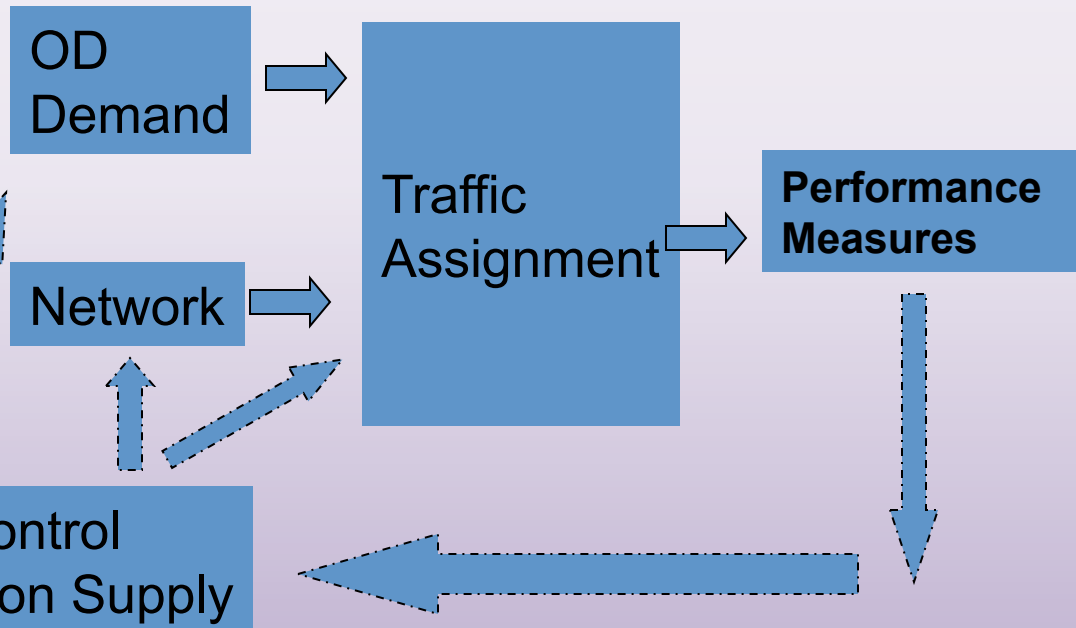 OD
Demand
Traffic
Assignment
Performance
Measures
Network
ontrol
on Supply